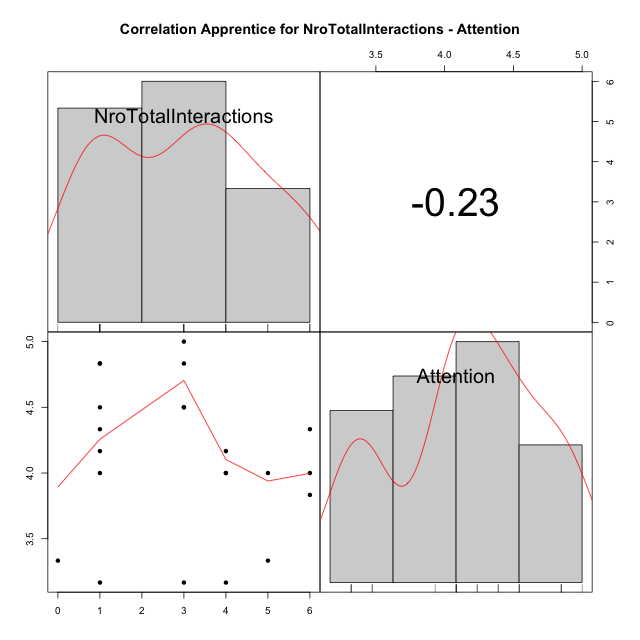 Correlation Apprentice for NroTotalInteractions - Attention
3.5 4.0 4.5 5.0
NroTotalInteractions
-0.23
0 1 2 3 4 5 6
3.5 4.0 4.5 5.0
Attention
0 1 2 3 4 5 6